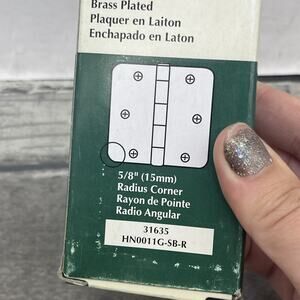 Brass Plated
Plaquer en Laiton
Enchapado en Laton
5/8" (15mm)
Radius Corner
Rayon de Pointe
Radio Angular
31635
HN0011G-SB-R